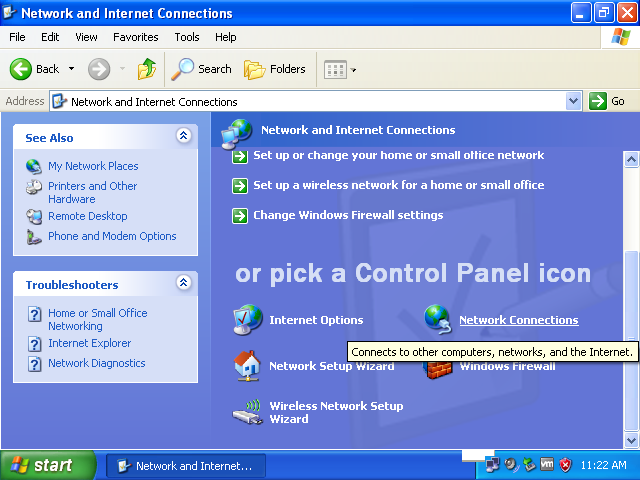 Network and Internet Connections
File Edit View Favorites Tools Help
Back Search Folders
Address Network and Internet Connections Go
See Also
My Network Places
Printers and Other
Hardware
Remote Desktop
Phone and Modem Options
Troubleshooters
Home or Small Office
Networking
Internet Explorer
Network Diagnostics
Network and Internet Connections
Set up or change your home or small office network
Set up a wireless network for a home or small office
Change Windows Firewall settings
or pick a Control Panel icon
Internet Options
Network Connections
Connects to other computers, networks, and the Internet.
Network Setup Wizard
Windows Firewall
Wireless Network Setup
Wizard
start
Network and Internet...
vm
11:22 AM